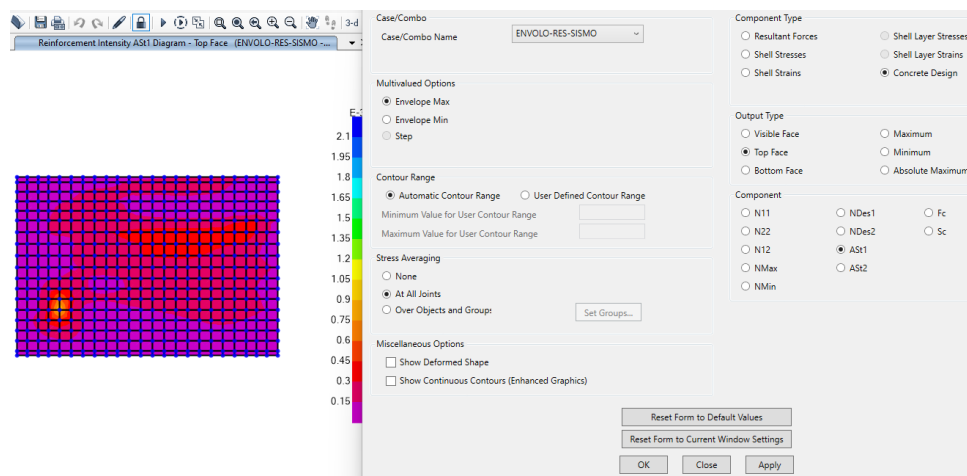 3-d
Reinforcement Intensity ASt1 Diagram - Top Face (ENVOLO-RES-SISMO -...
2.1
1.95
1.8
1.65
1.5
1.35
1.2
1.05
0.9
0.75
0.6
0.45
0.3
0.15
Case/Combo
Case/Combo Name
ENVOLO-RES-SISMO
Multivalued Options
Envelope Max
Envelope Min
Step
Contour Range
Automatic Contour Range
User Defined Contour Range
Minimum Value for User Contour Range
Maximum Value for User Contour Range
Stress Averaging
None
At All Joints
Over Objects and Groups
Set Groups...
Miscellaneous Options
Show Deformed Shape
Show Continuous Contours (Enhanced Graphics)
Component Type
Resultant Forces
Shell Layer Stresses
Shell Stresses
Shell Layer Strains
Shell Strains
Concrete Design
Output Type
Visible Face
Maximum
Top Face
Minimum
Bottom Face
Absolute Maximum
Component
N11
NDes1
Fc
N22
NDes2
Sc
N12
ASt1
NMax
ASt2
NMin
Reset Form to Default Values
Reset Form to Current Window Settings
OK
Close
Apply